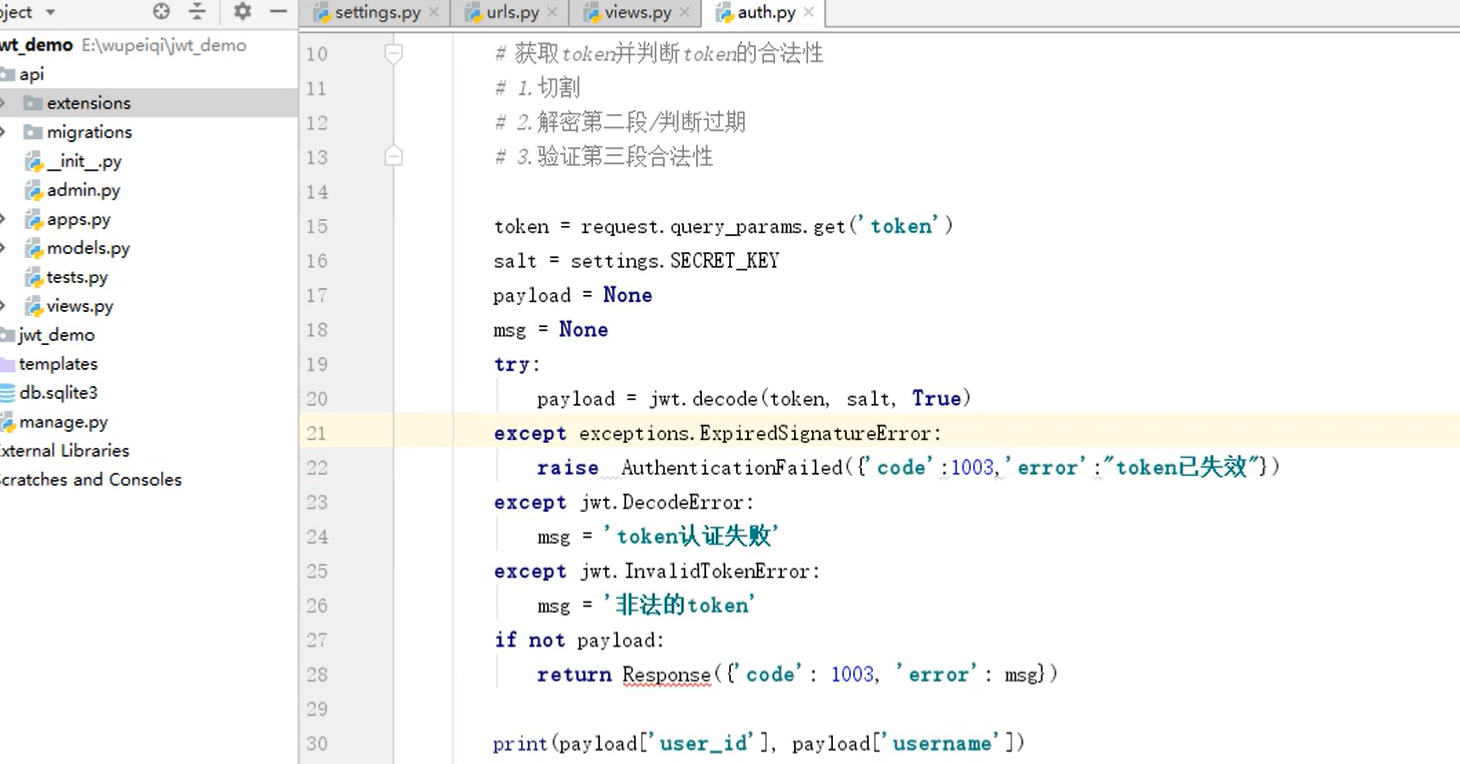 ject
settings.py
urls.py
views.py
auth.py
wt_demo E:\wupeiqi\jwt_demo
api
extensions
migrations
__init__.py
admin.py
apps.py
models.py
tests.py
views.py
jwt_demo
templates
db.sqlite3
manage.py
xternal Libraries
cratches and Consoles
10 # 获取token并判断token的合法性
11 # 1.切割
12 # 2.解密第二段/判断过期
13 # 3.验证第三段合法性
14
15 token = request.query_params.get('token')
16 salt = settings.SECRET_KEY
17 payload = None
18 msg = None
19 try:
20 payload = jwt.decode(token, salt, True)
21 except exceptions.ExpiredSignatureError:
22 raise  AuthenticationFailed({'code':1003,'error':"token已失效"})
23 except jwt.DecodeError:
24 msg = 'token认证失败'
25 except jwt.InvalidTokenError:
26 msg = '非法的token'
27 if not payload:
28 return Response({'code': 1003, 'error': msg})
29
30 print(payload['user_id'], payload['username'])